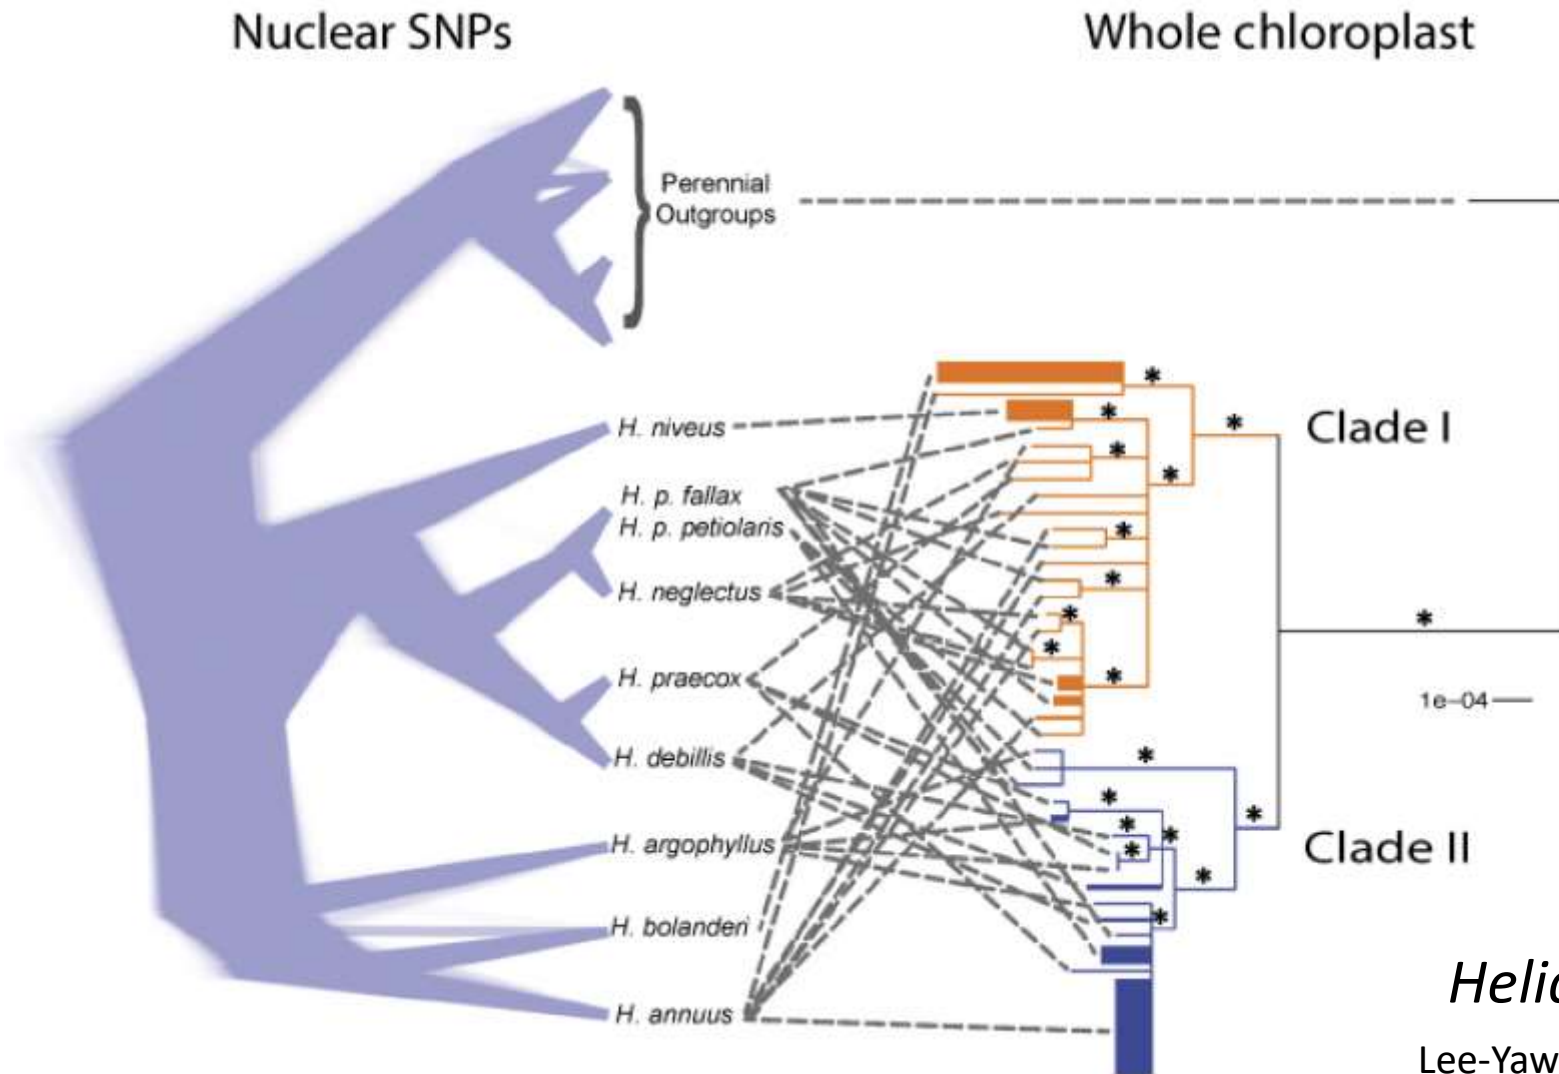 Nuclear SNPs
Whole chloroplast
Perennial
Outgroups
*
*
H. niveus
*
*
Clade I
*
*
H. p. fallax
H. p. petiolaris
*
*
H. neglectus
*
*
*
H. praecox
*
1e-04
H. debillis
*
*
*
*
*
*
H. argophyllus
Clade II
*
*
H. bolanderi
H. annuus
Lee-Yaw